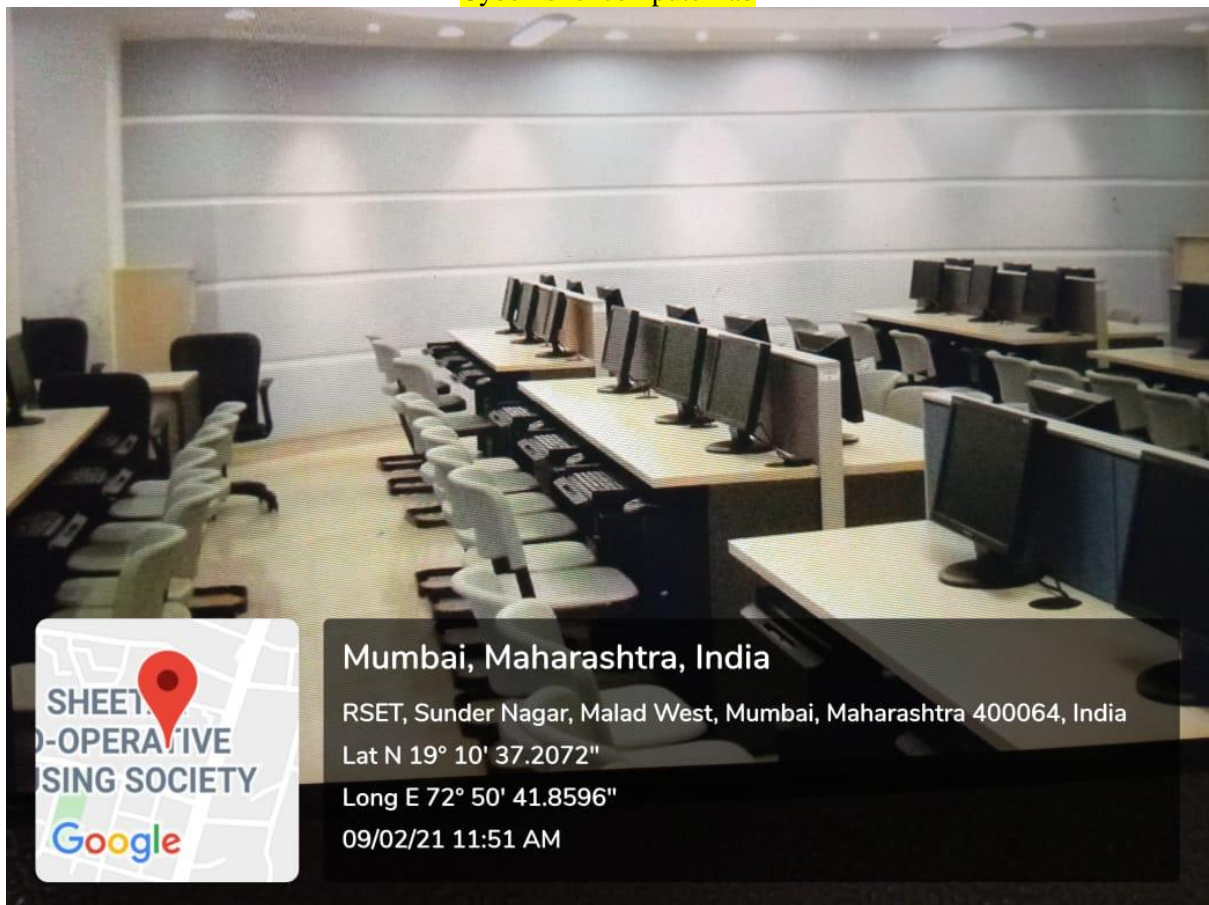 SHEET
O-OPERATIVE
USING SOCIETY
Google
Mumbai, Maharashtra, India
RSET, Sunder Nagar, Malad West, Mumbai, Maharashtra 400064, India
Lat N 19° 10' 37.2072"
Long E 72° 50' 41.8596"
09/02/21 11:51 AM